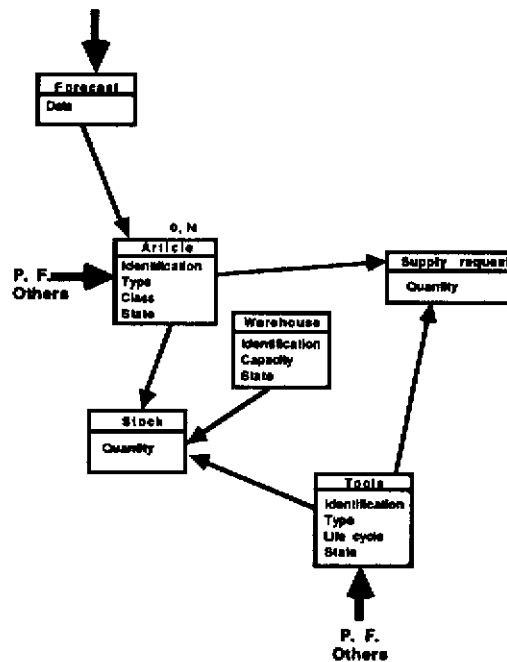 Forecast
Date
0, N
Article
Identification
Type
Class
State
P. F.
Others
Supply request
Quantity
Warehouse
Identification
Capacity
State
Stock
Quantity
Tools
Identification
Type
Life cycle
State
P. F.
Others